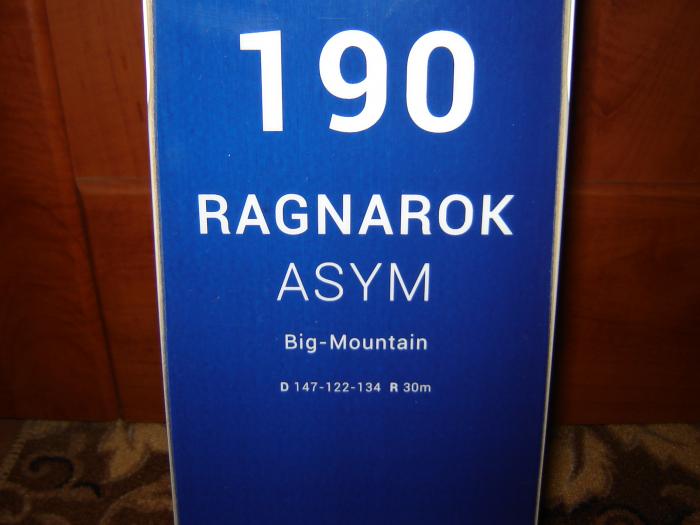 190
RAGNAROK
ASYM
Big-Mountain
D 147-122-134 R 30m